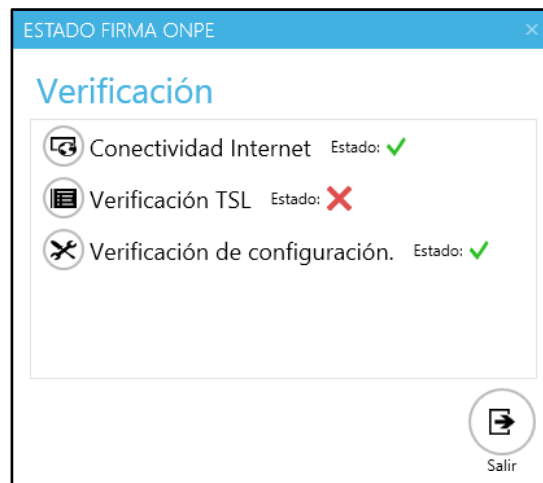 ESTADO FIRMA ONPE
Verificación
Conectividad Internet Estado:
Verificación TSL Estado:
Verificación de configuración. Estado:
Salir